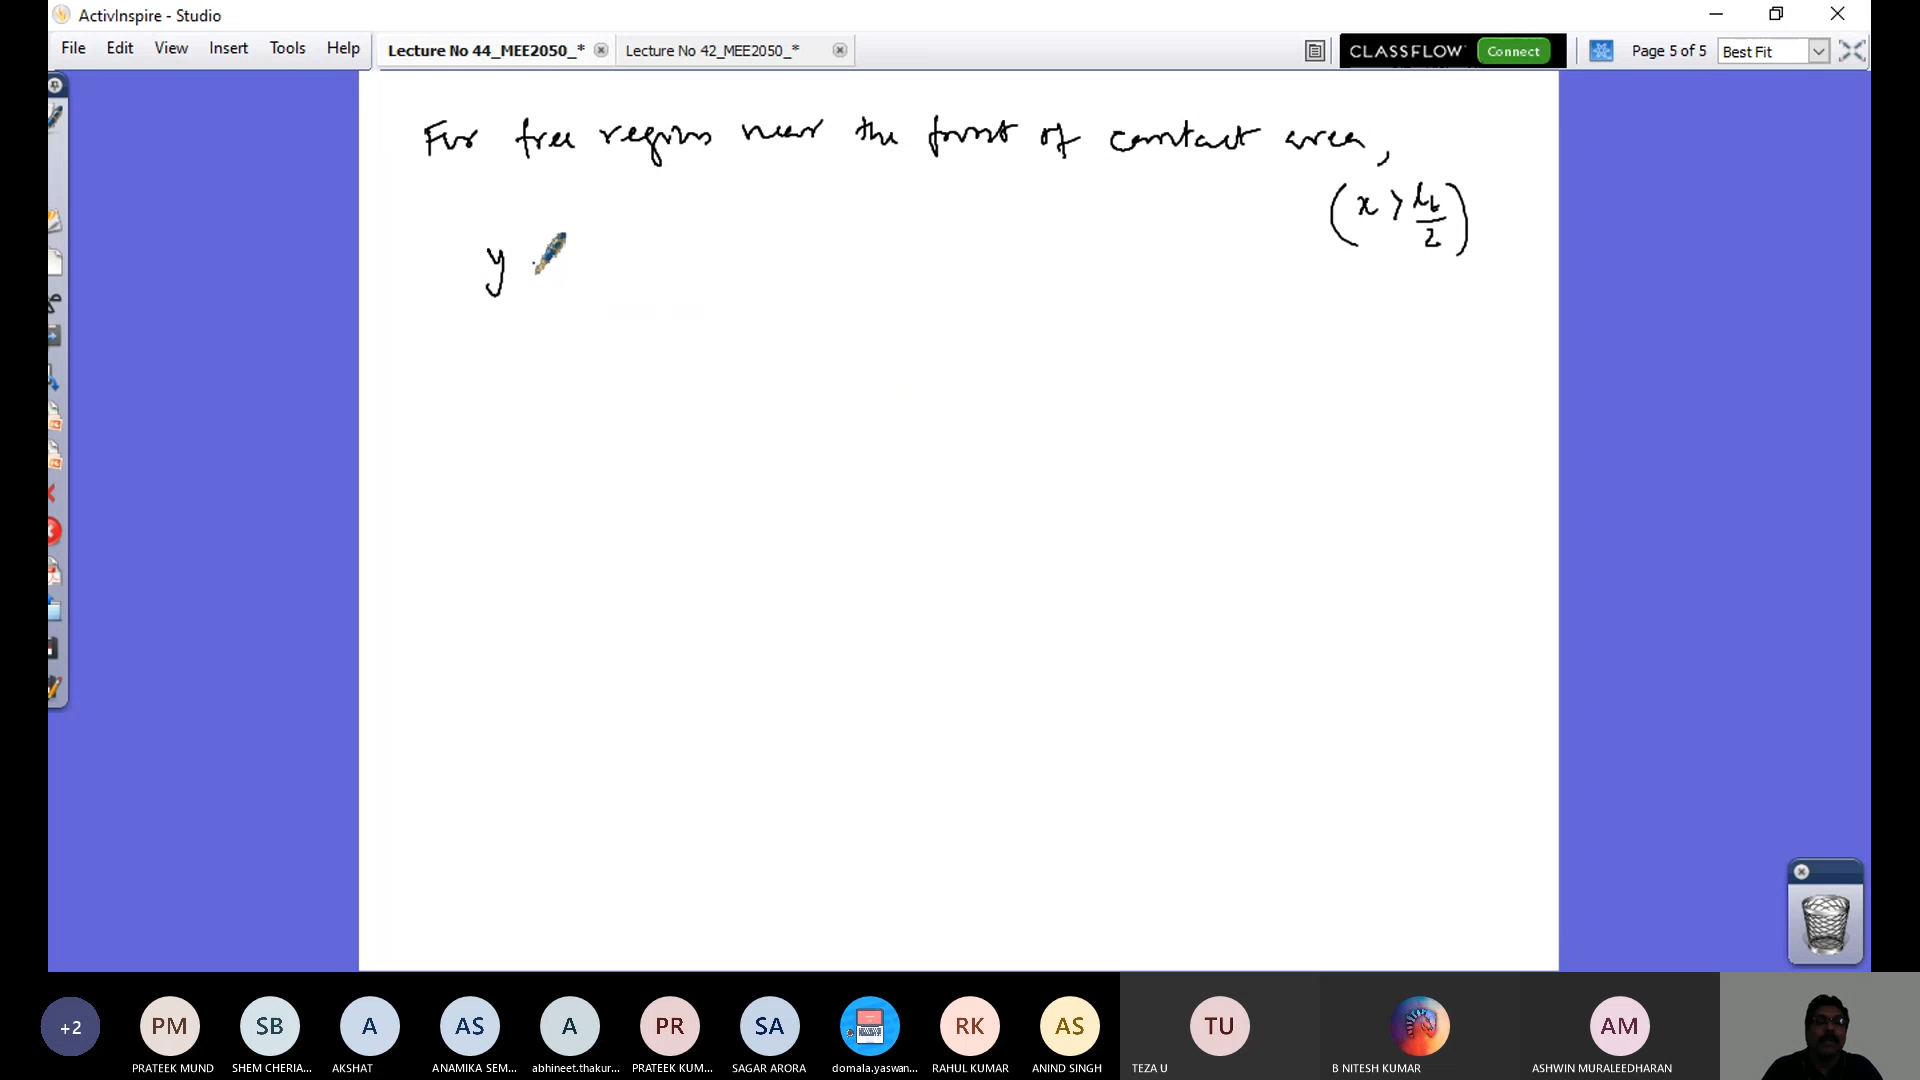 ActivInspire - Studio
File Edit View Insert Tools Help
Lecture No 44_MEE2050_* Lecture No 42_MEE2050_*
CLASSFLOW Connect
Page 5 of 5 Best Fit
For free region near the front of contact area,
(x > lt/2)
y
+2 PM SB A AS A PR SA RK AS TU AM
PRATEEK MUND SHEM CHERIA... AKSHAT ANAMIKA SEM... abhineet.thakur... PRATEEK KUM... SAGAR ARORA domala.yaswan... RAHUL KUMAR ANIND SINGH TEZA U B NITESH KUMAR ASHWIN MURALEEDHARAN